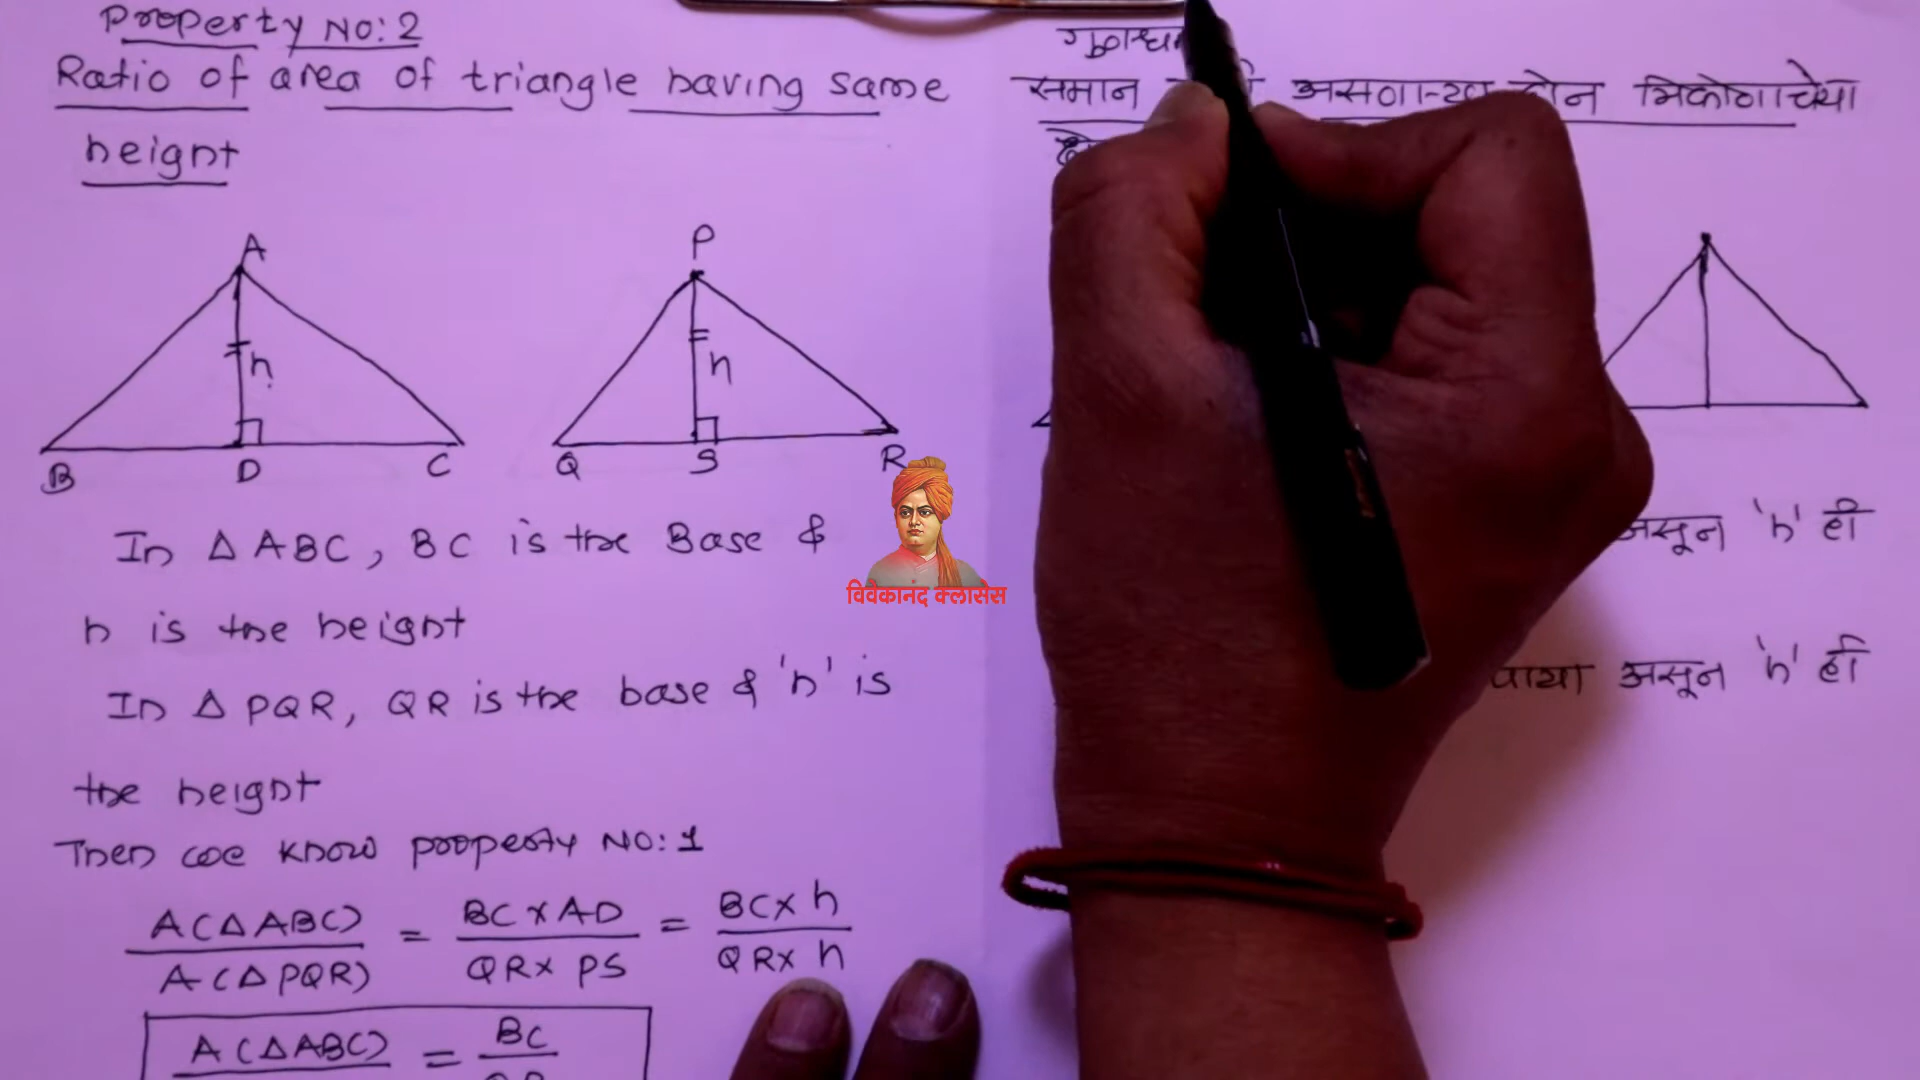 Property No: 2
Ratio of area of triangle having same
height
A
h
B
D
C
P
h
Q
S
R
In △ ABC, BC is the Base &
h is the height
In △ PQR, QR is the base & 'h' is
the height
Then we know property No: 1
A(△ABC) = BC × AD = BC × h
A(△PQR) QR × PS QR × h
A(△ABC) = BC
विवेकानंद क्लासेस
गुणधर्म
समान असणाऱ्या दोन त्रिकोणाच्या
असून 'h' ही
पाया असून 'h' ही